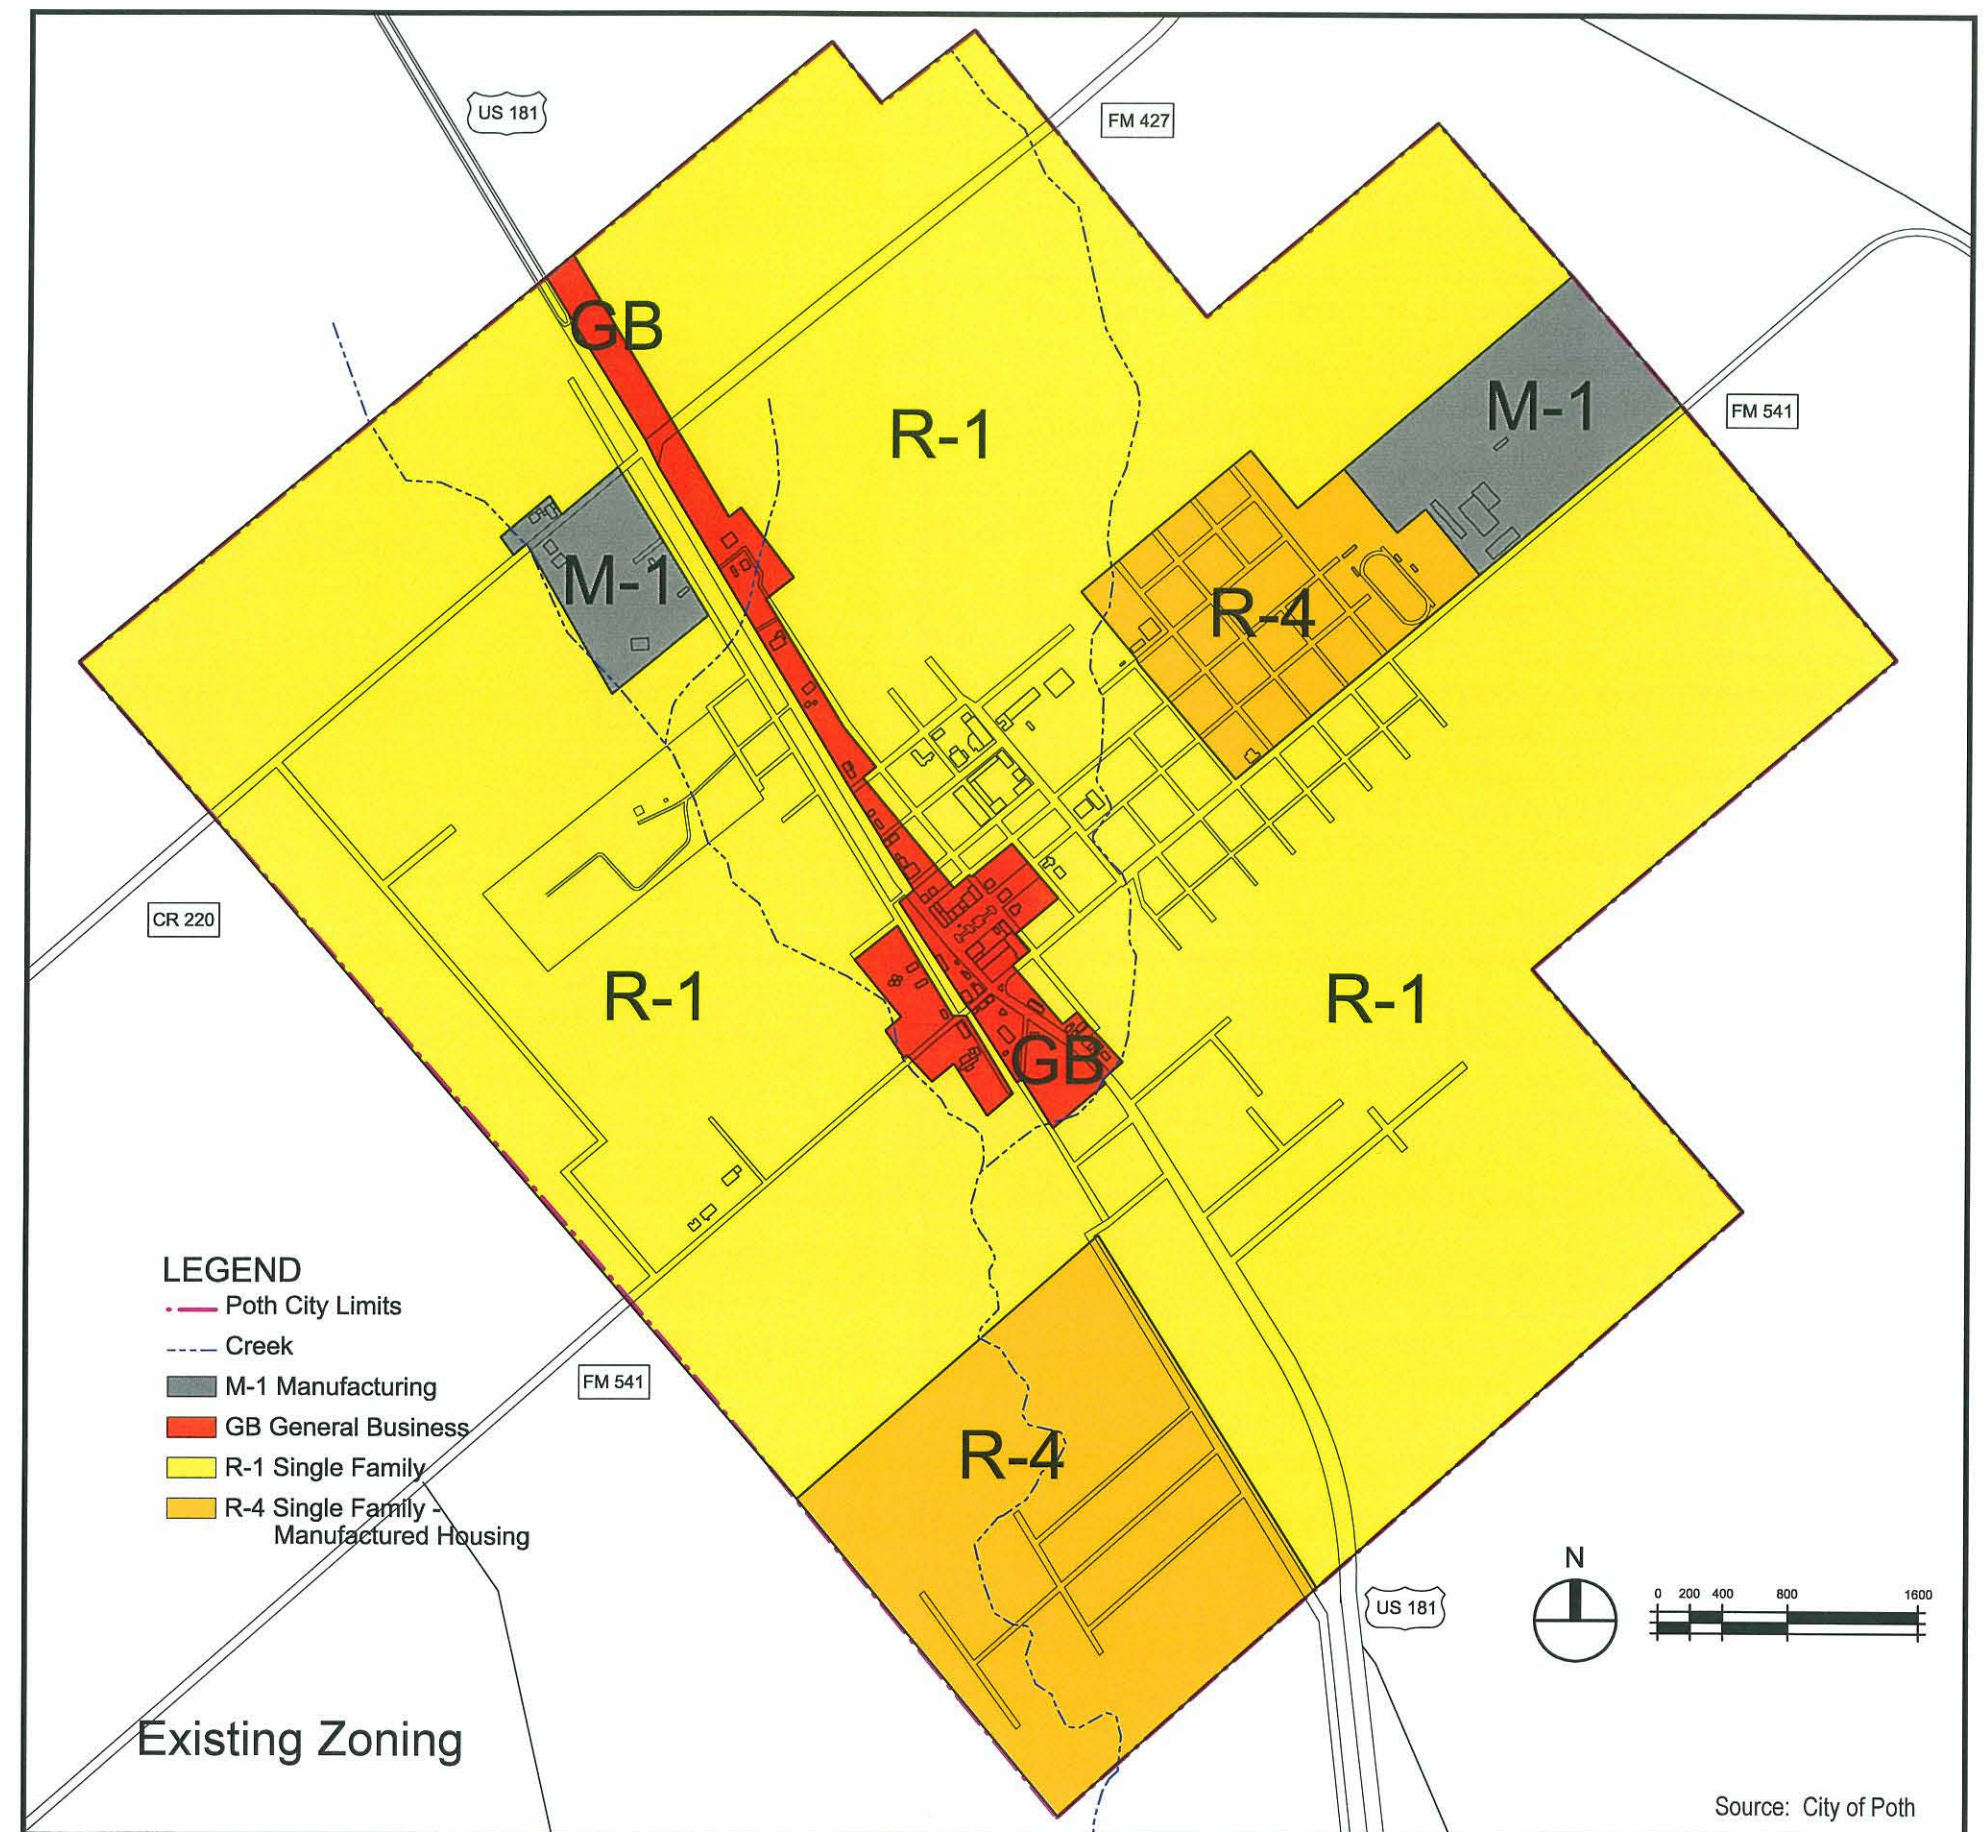 US 181
FM 427
GB
R-1
M-1
FM 541
M-1
R-4
CR 220
R-1
R-1
GB
LEGEND
Poth City Limits
Creek
M-1 Manufacturing
GB General Business
R-1 Single Family
R-4 Single Family -
Manufactured Housing
FM 541
R-4
N
US 181
0 200 400 800 1600
Existing Zoning
Source: City of Poth